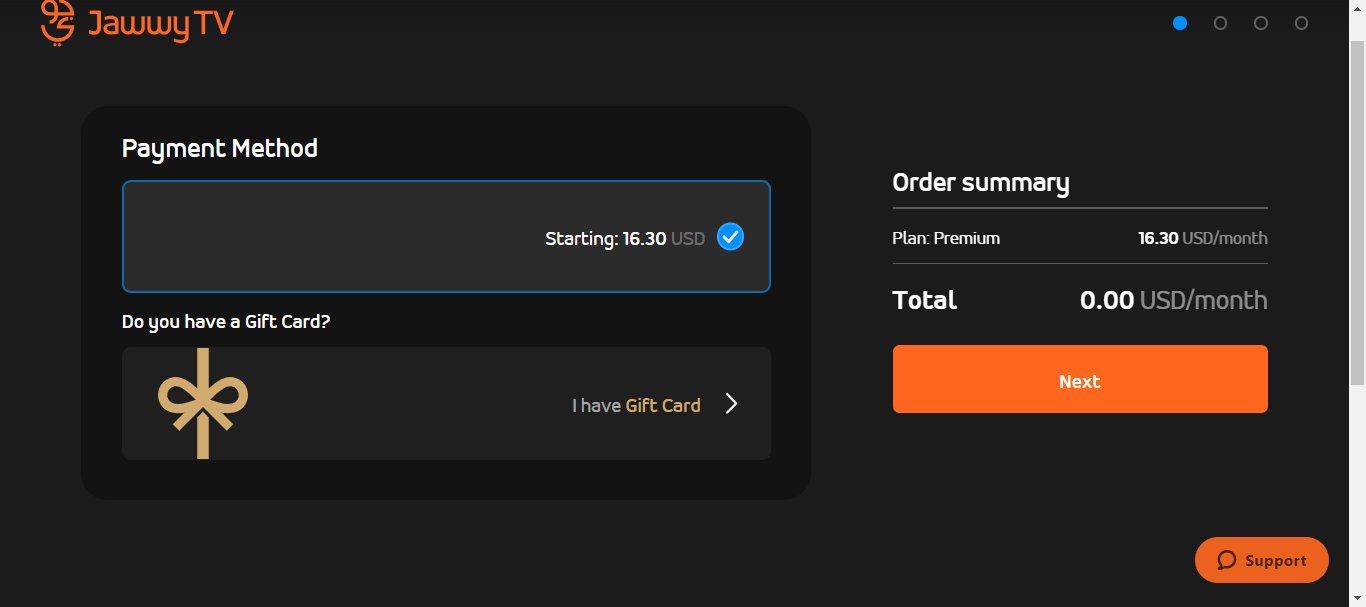 Jawwy TV
Payment Method
Starting: 16.30 USD
Do you have a Gift Card?
I have Gift Card
Order summary
Plan: Premium 16.30 USD/month
Total 0.00 USD/month
Next
Support